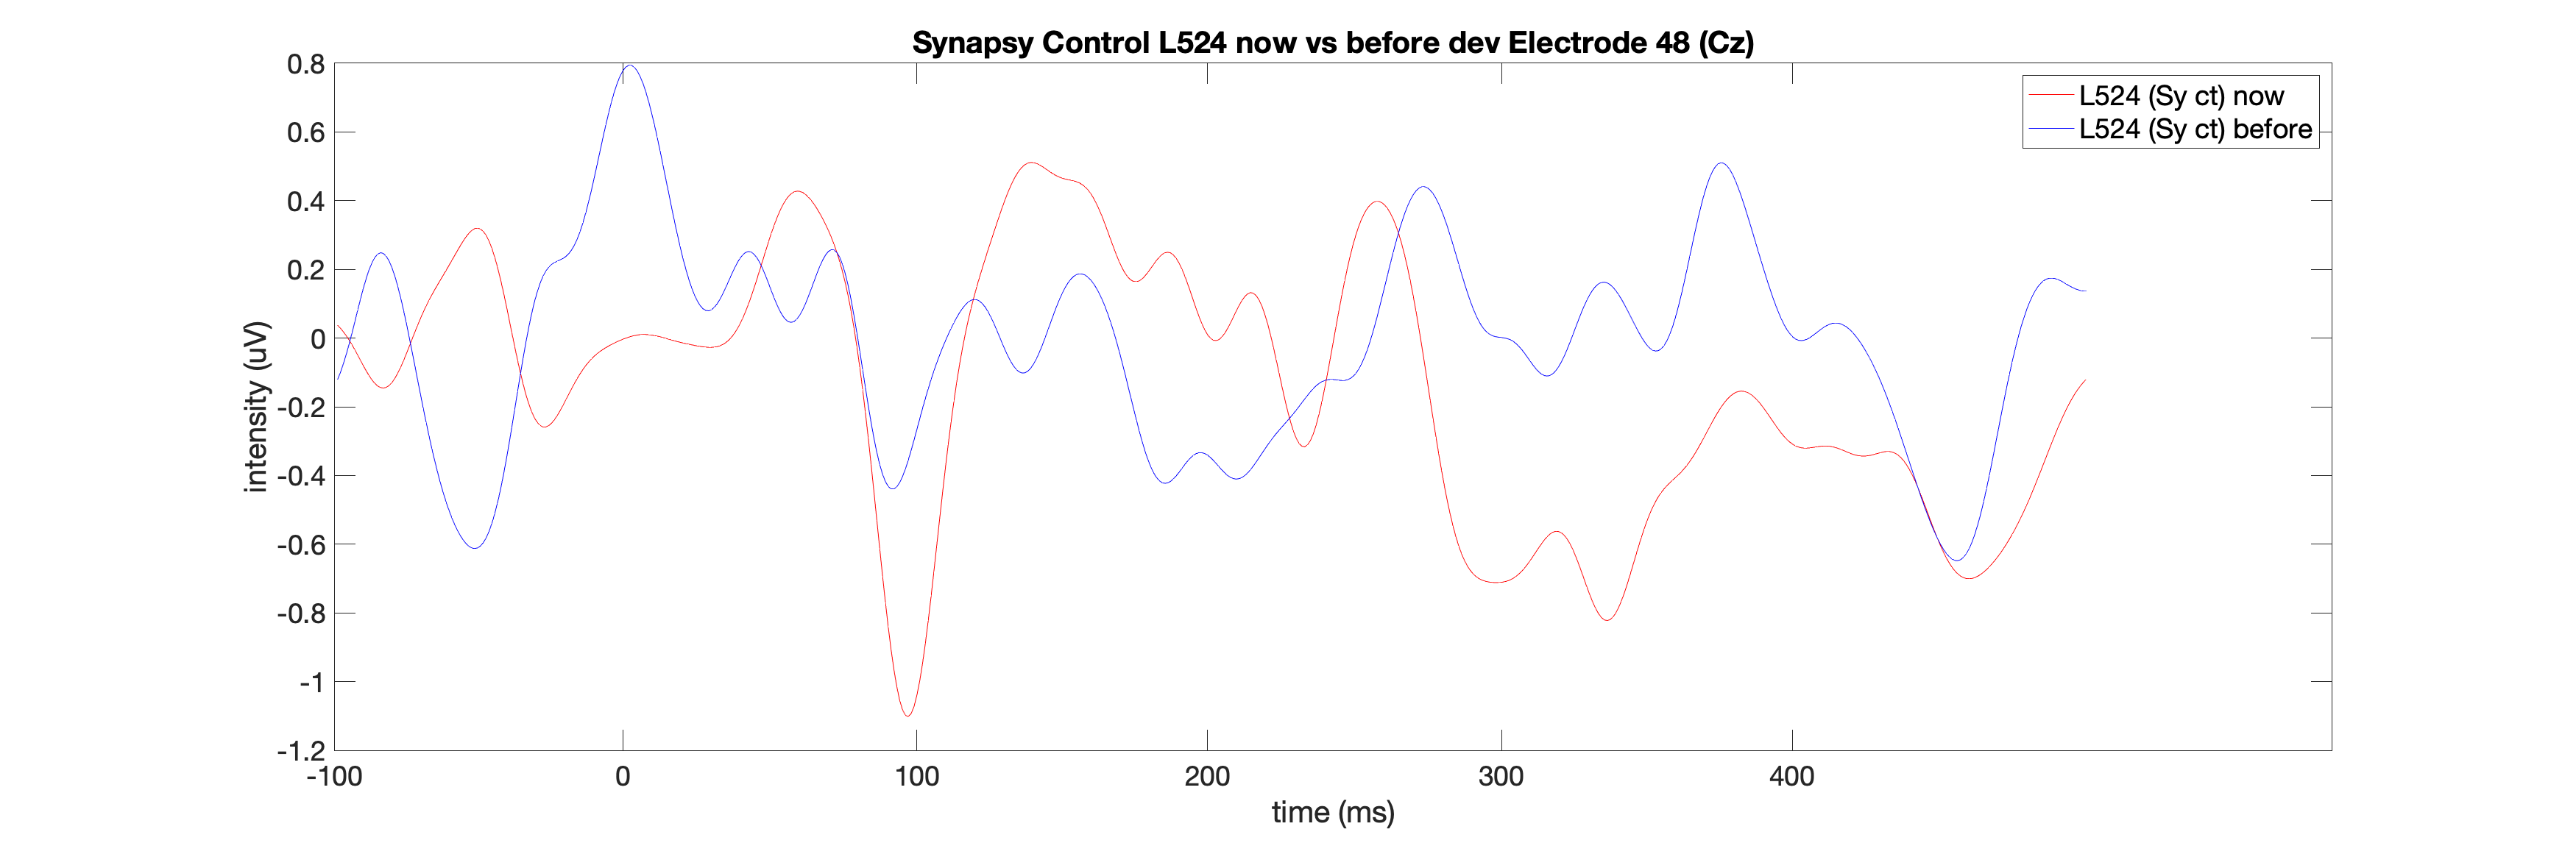 Synapsy Control L524 now vs before dev Electrode 48 (Cz)
L524 (Sy ct) now
L524 (Sy ct) before
intensity (uV)
0.8
0.6
0.4
0.2
0
-0.2
-0.4
-0.6
-0.8
-1
-1.2
-100 0 100 200 300 400
time (ms)